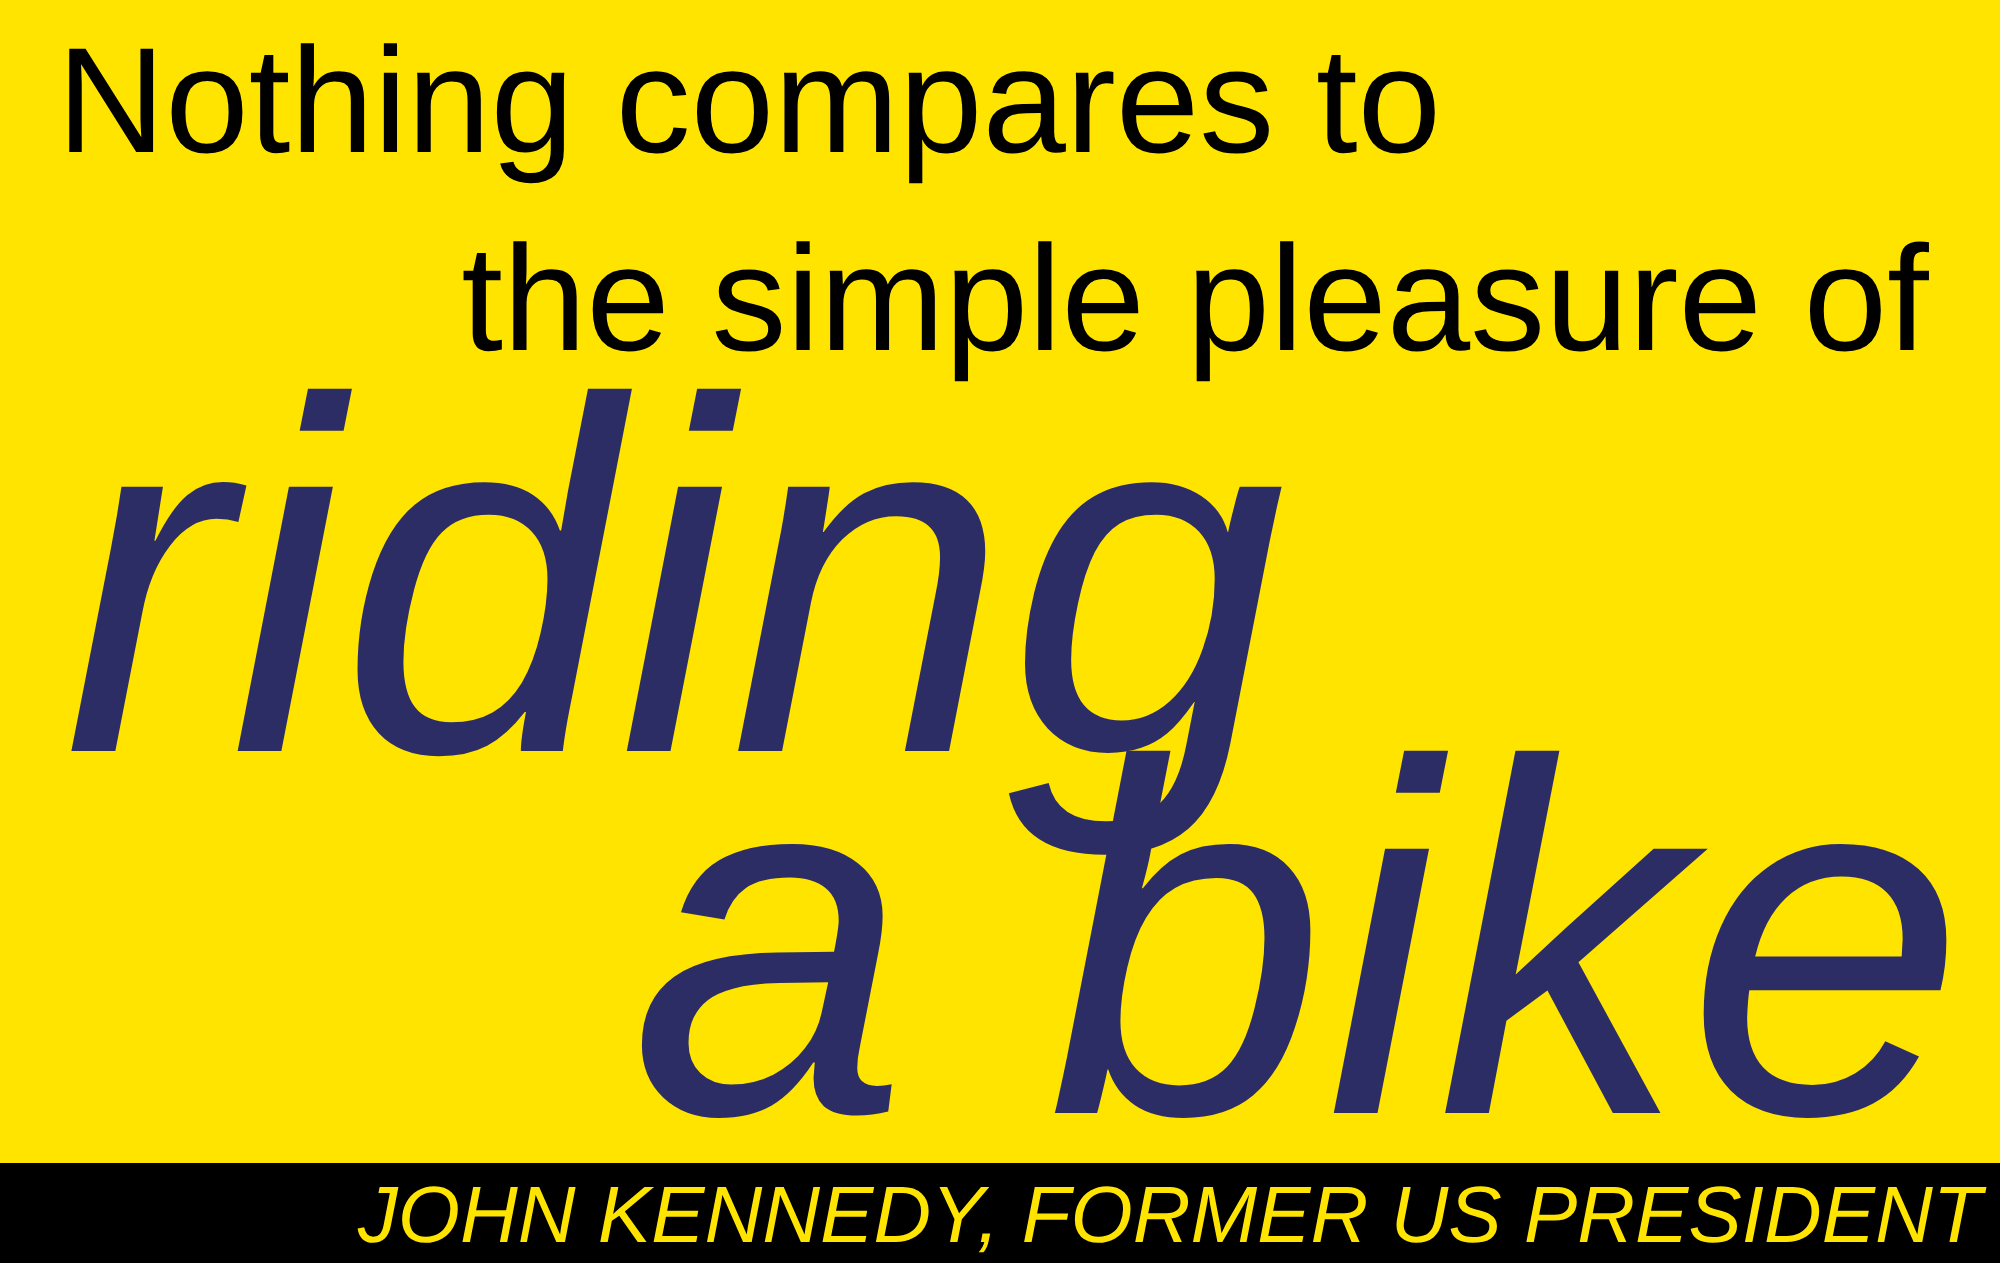 Nothing compares to
the simple pleasure of
riding
a bike
JOHN KENNEDY, FORMER US PRESIDENT